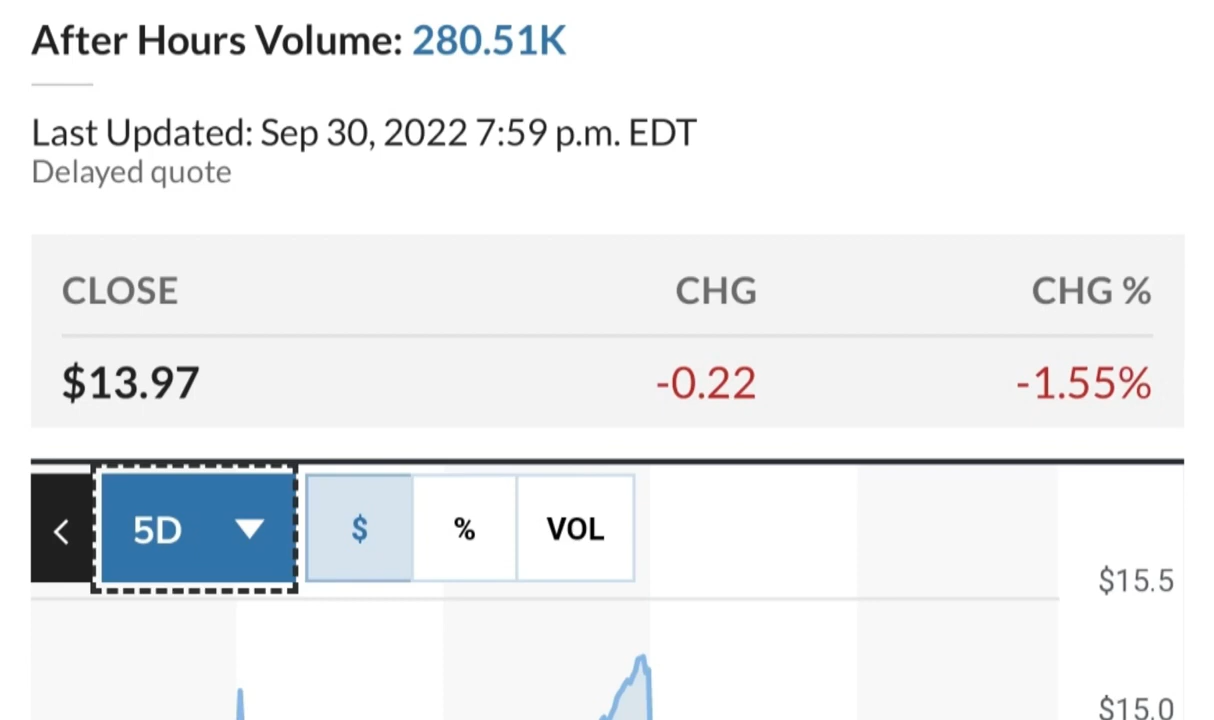 After Hours Volume: 280.51K
Last Updated: Sep 30, 2022 7:59 p.m. EDT
Delayed quote
CLOSE CHG CHG %
$13.97 -0.22 -1.55%
5D $ % VOL
$15.5
$15.0